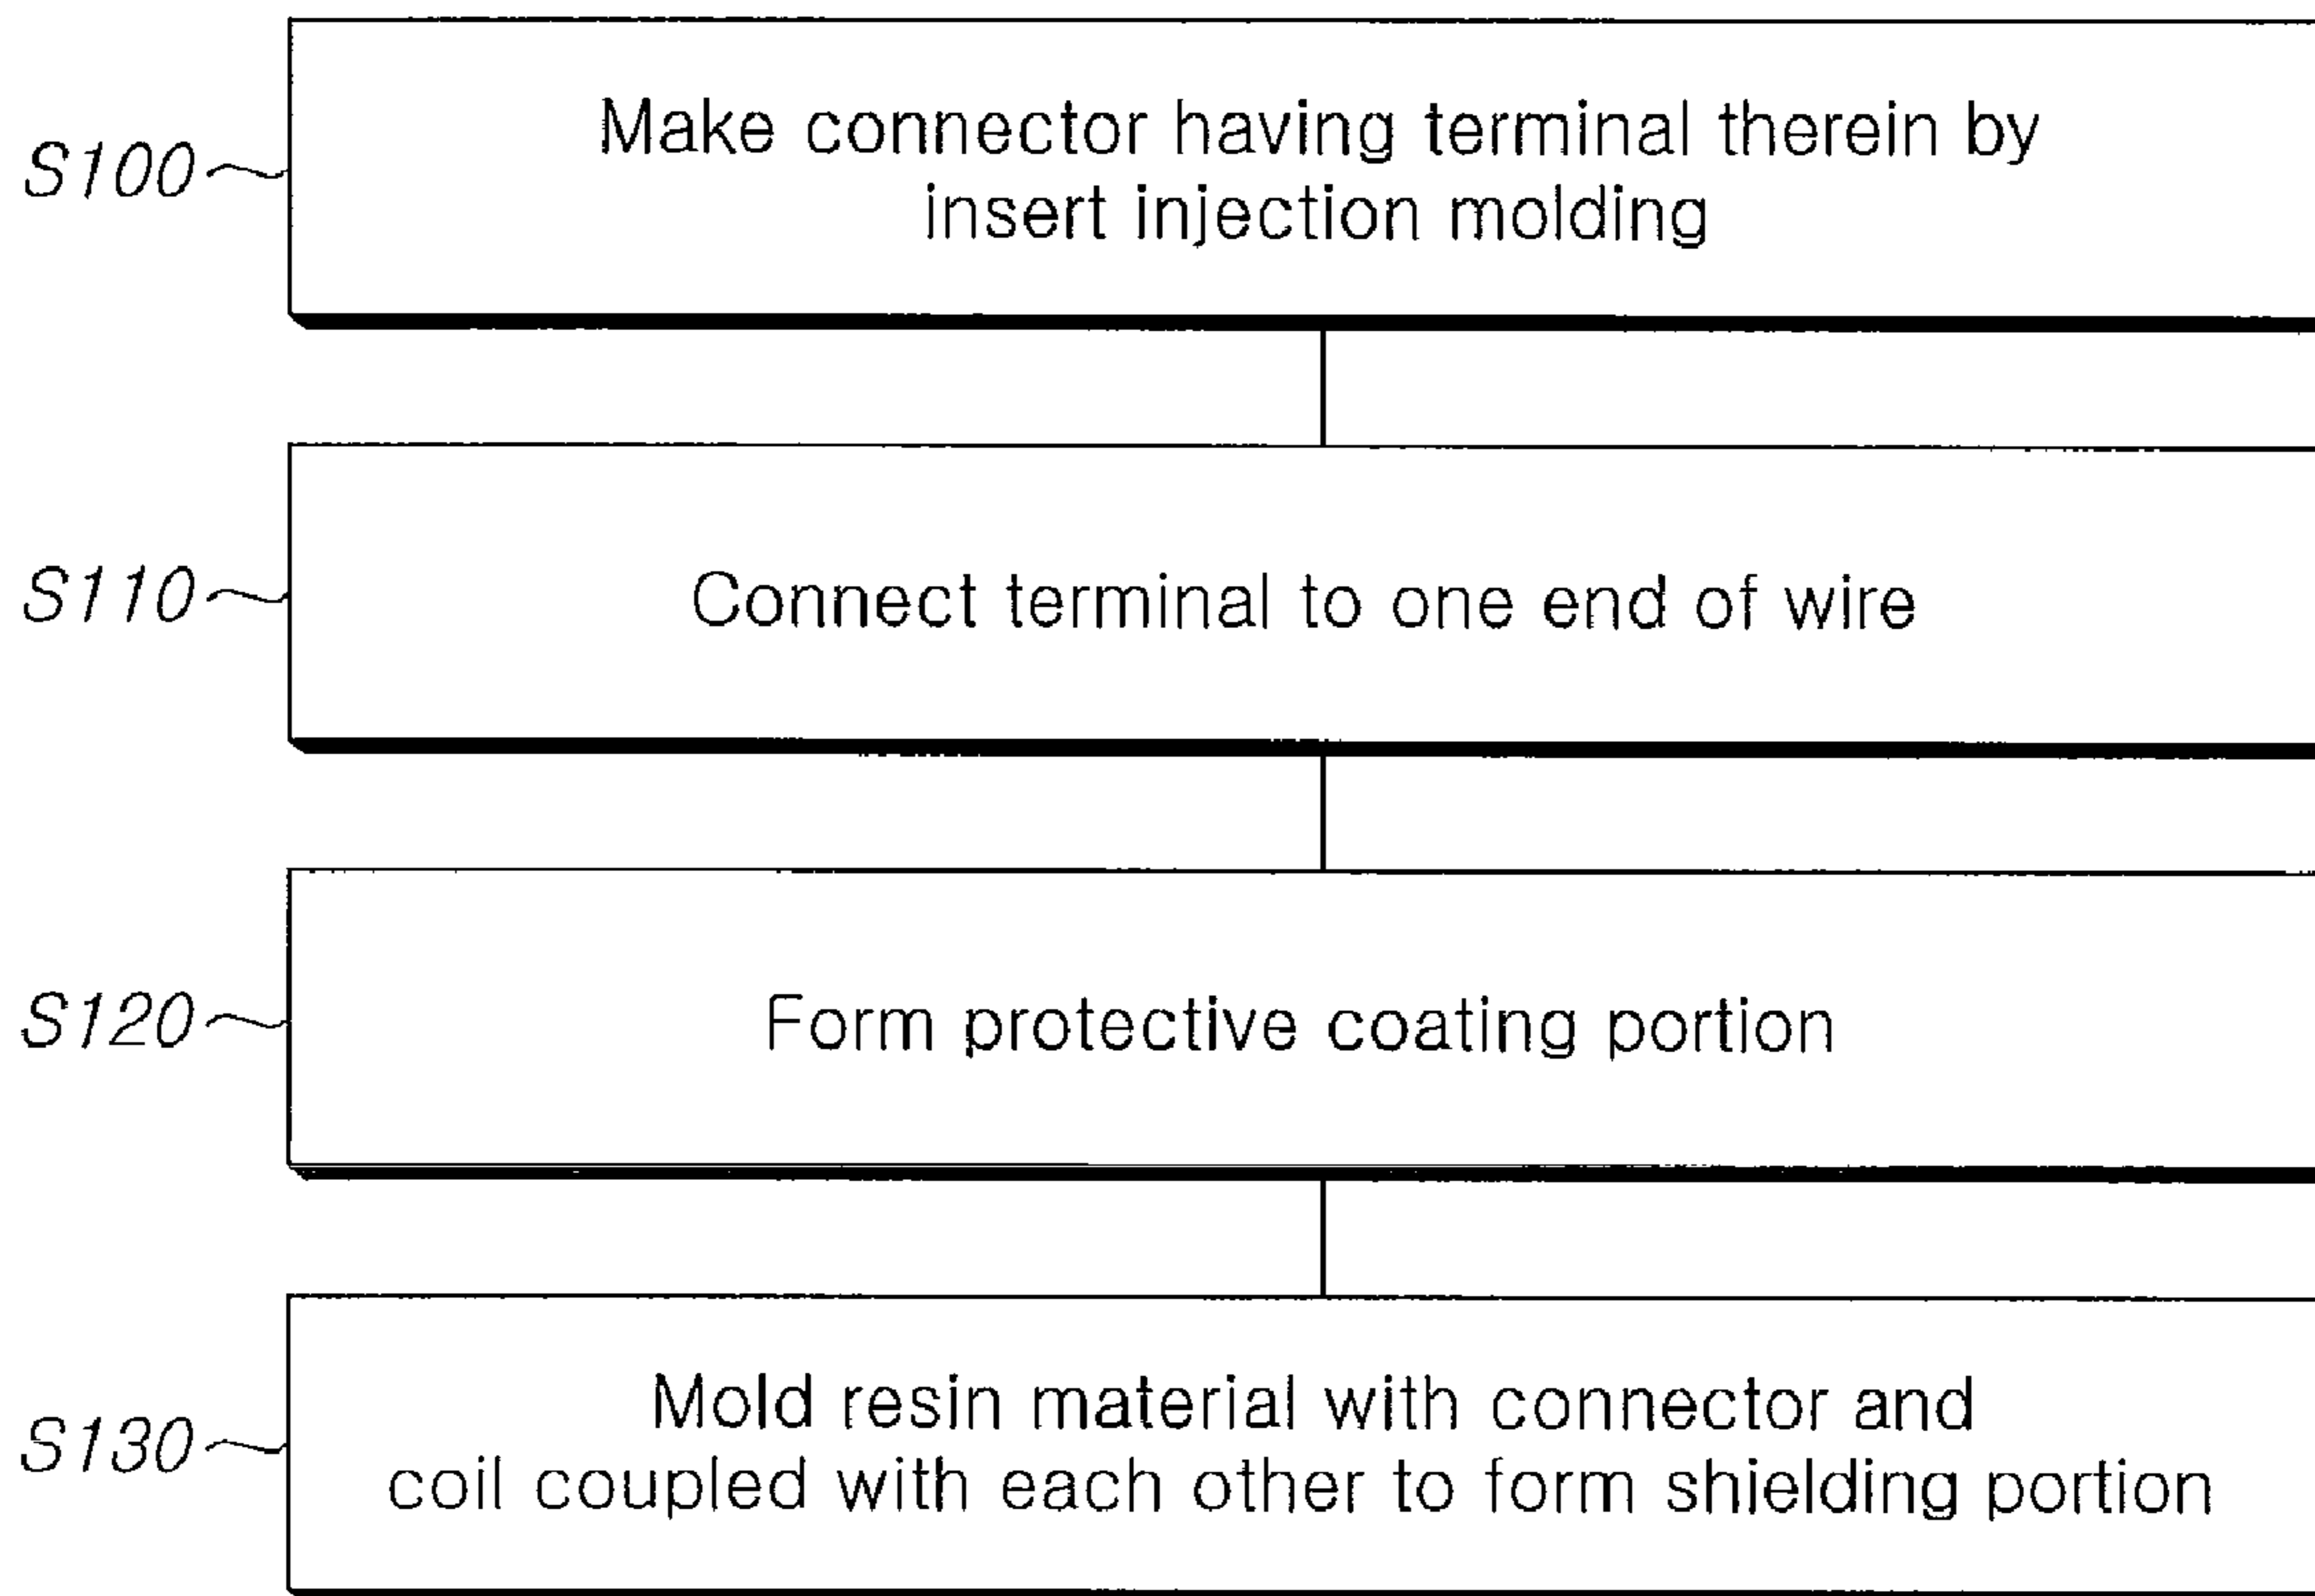 S100
Make connector having terminal therein by
insert injection molding
S110
Connect terminal to one end of wire
S120
Form protective coating portion
S130
Mold resin material with connector and
coil coupled with each other to form shielding portion